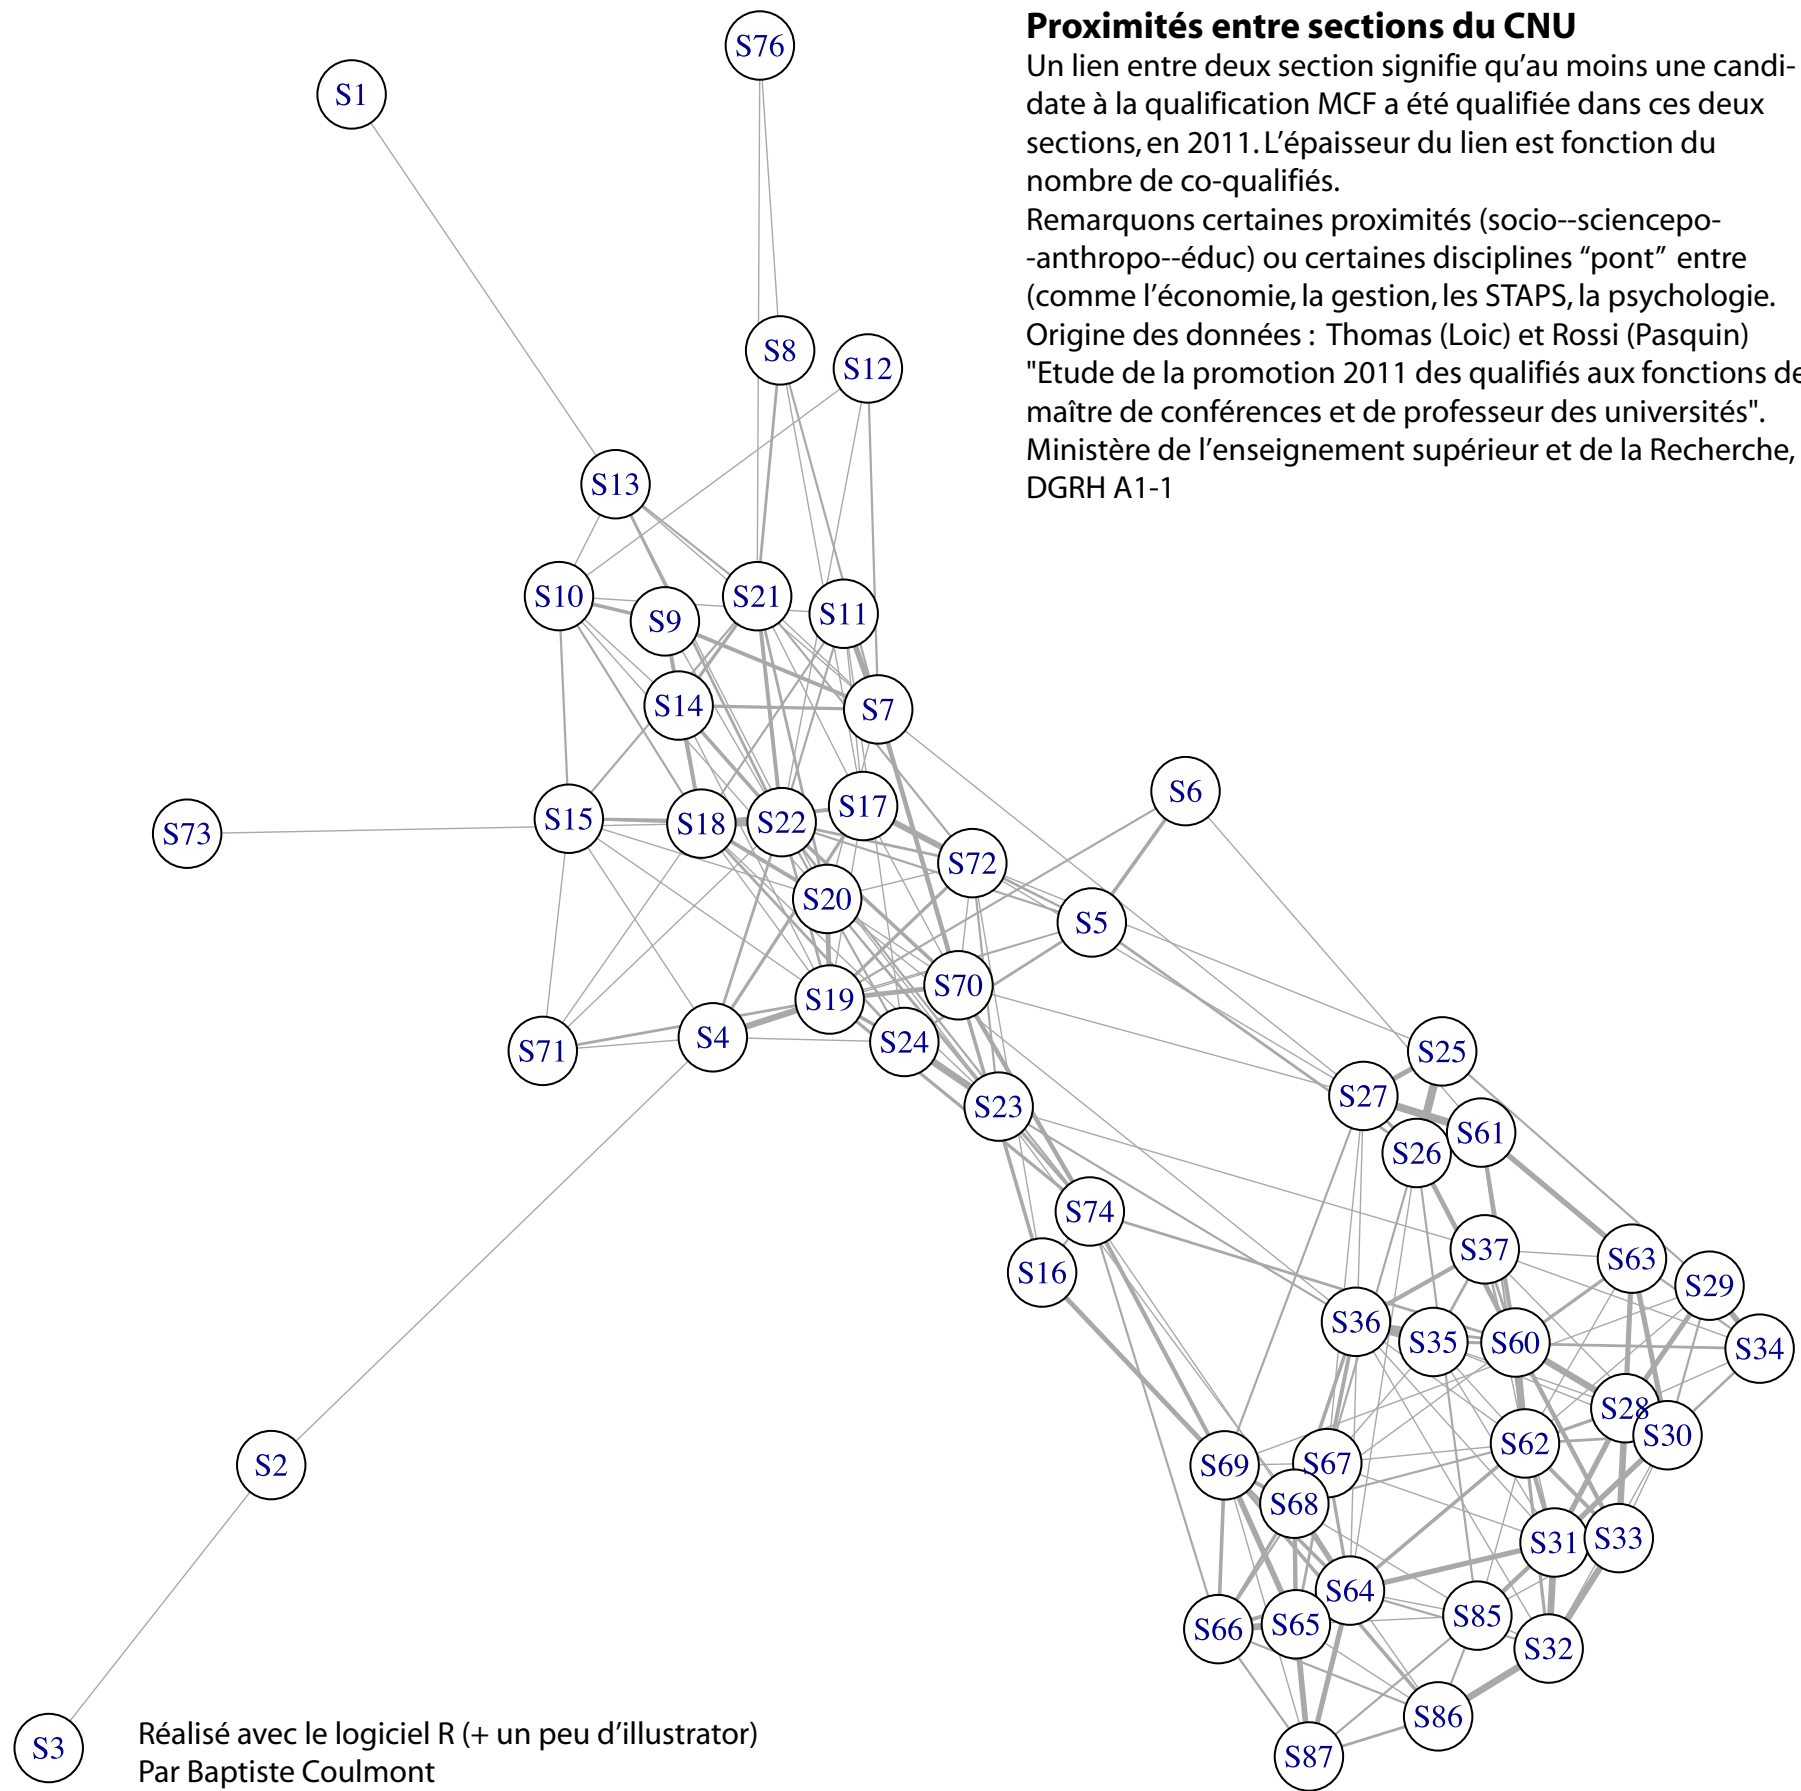 Proximités entre sections du CNU
Un lien entre deux section signifie qu'au moins une candi-
date à la qualification MCF a été qualifiée dans ces deux
sections, en 2011. L'épaisseur du lien est fonction du
nombre de co-qualifiés.
Remarquons certaines proximités (socio--sciencepo-
-anthropo--éduc) ou certaines disciplines “pont” entre
(comme l'économie, la gestion, les STAPS, la psychologie.
Origine des données : Thomas (Loic) et Rossi (Pasquin)
"Etude de la promotion 2011 des qualifiés aux fonctions de
maître de conférences et de professeur des universités".
Ministère de l'enseignement supérieur et de la Recherche,
DGRH A1-1
S76
S1
S8
S12
S13
S10
S9
S21
S11
S14
S7
S6
S73
S15
S18
S22
S17
S72
S20
S5
S70
S19
S4
S24
S71
S25
S27
S23
S61
S26
S74
S37
S16
S63
S29
S36
S35
S60
S34
S28
S30
S62
S2
S69
S67
S68
S31
S33
S64
S66
S65
S85
S32
S86
S3
S87
Réalisé avec le logiciel R (+ un peu d'illustrator)
Par Baptiste Coulmont